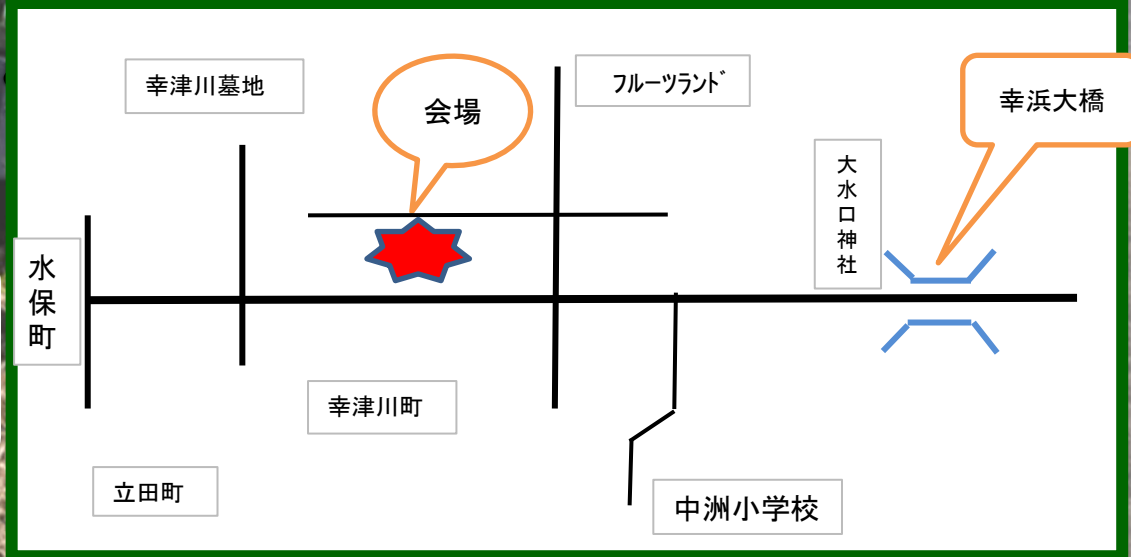 幸津川墓地
会場
フルーツランド
幸浜大橋
大水口神社
水保町
幸津川町
立田町
中洲小学校